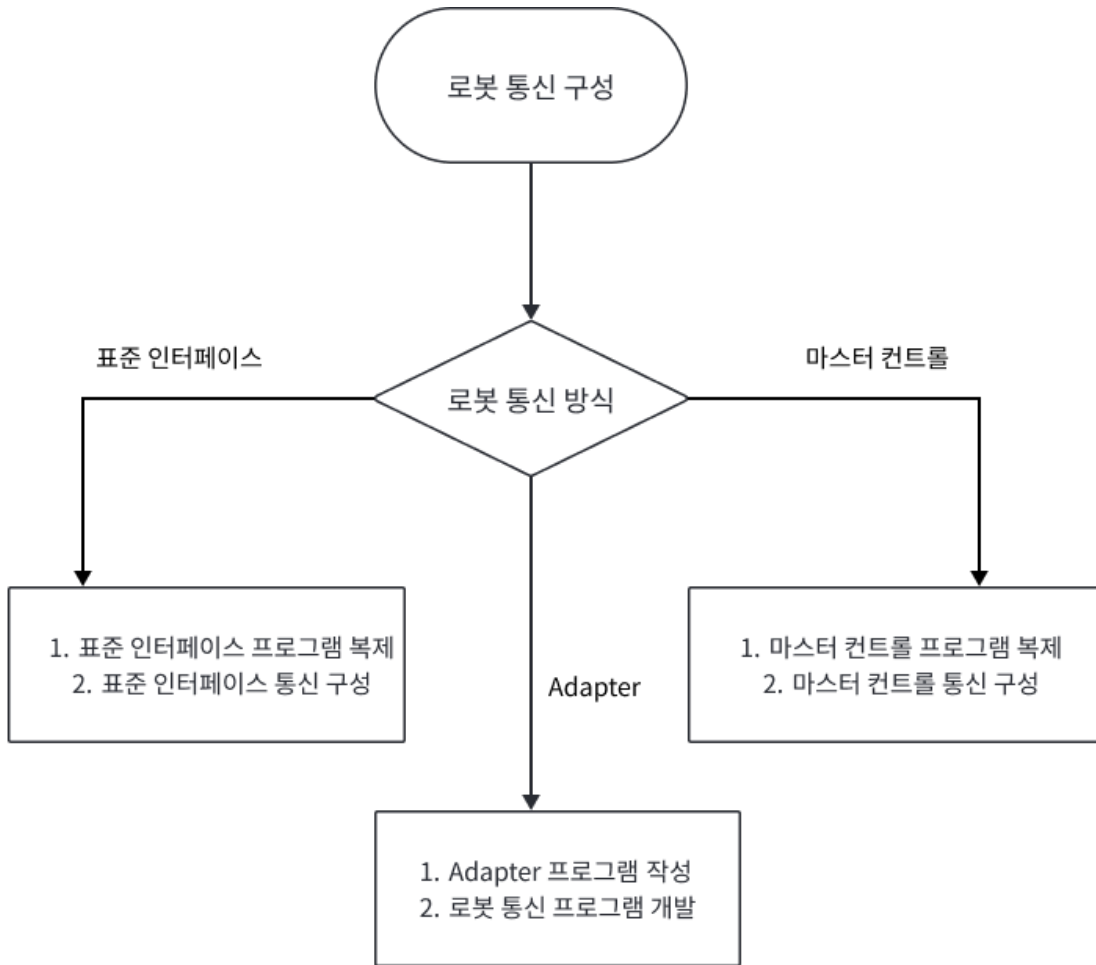 로봇 통신 구성
표준 인터페이스
마스터 컨트롤
로봇 통신 방식
1. 표준 인터페이스 프로그램 복제
2. 표준 인터페이스 통신 구성
Adapter
1. 마스터 컨트롤 프로그램 복제
2. 마스터 컨트롤 통신 구성
1. Adapter 프로그램 작성
2. 로봇 통신 프로그램 개발